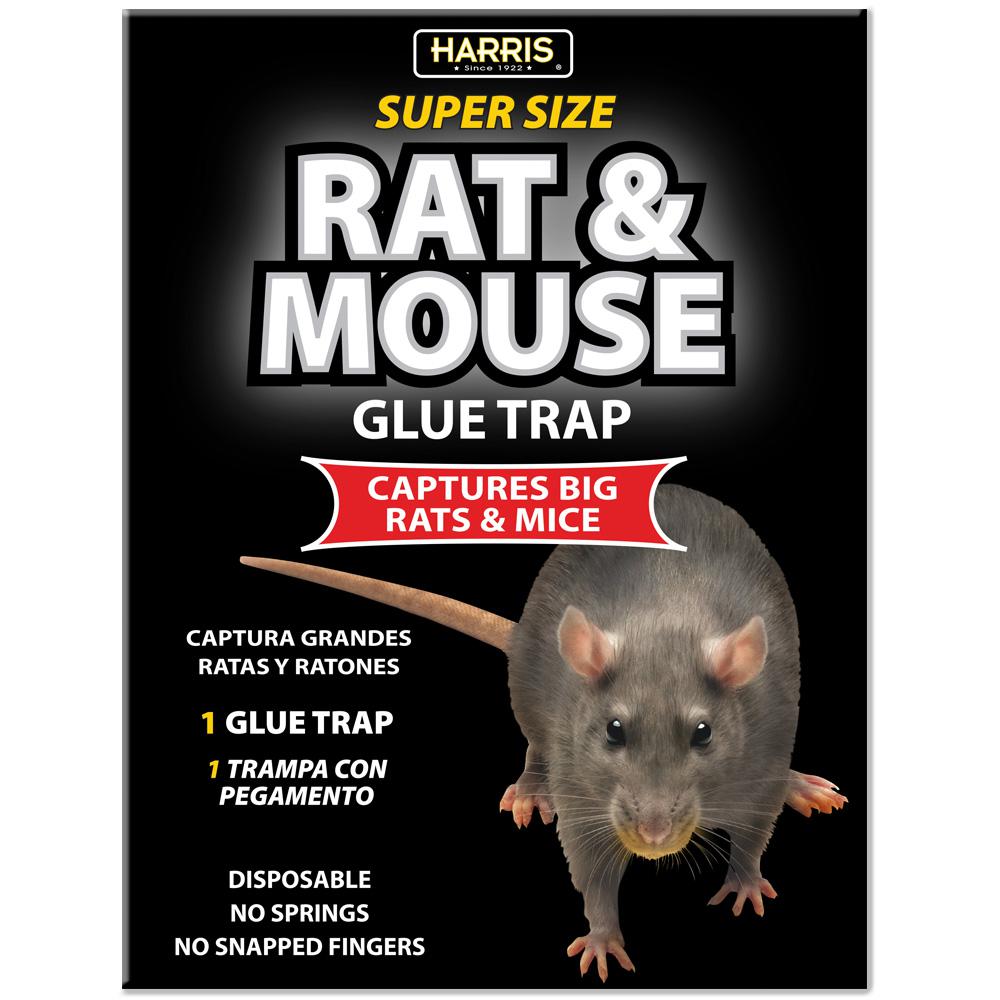 HARRIS
★ Since 1922 ★ ®
SUPER SIZE
RAT &
MOUSE
GLUE TRAP
CAPTURES BIG
RATS & MICE
CAPTURA GRANDES
RATAS Y RATONES
1 GLUE TRAP
1 TRAMPA CON
PEGAMENTO
DISPOSABLE
NO SPRINGS
NO SNAPPED FINGERS